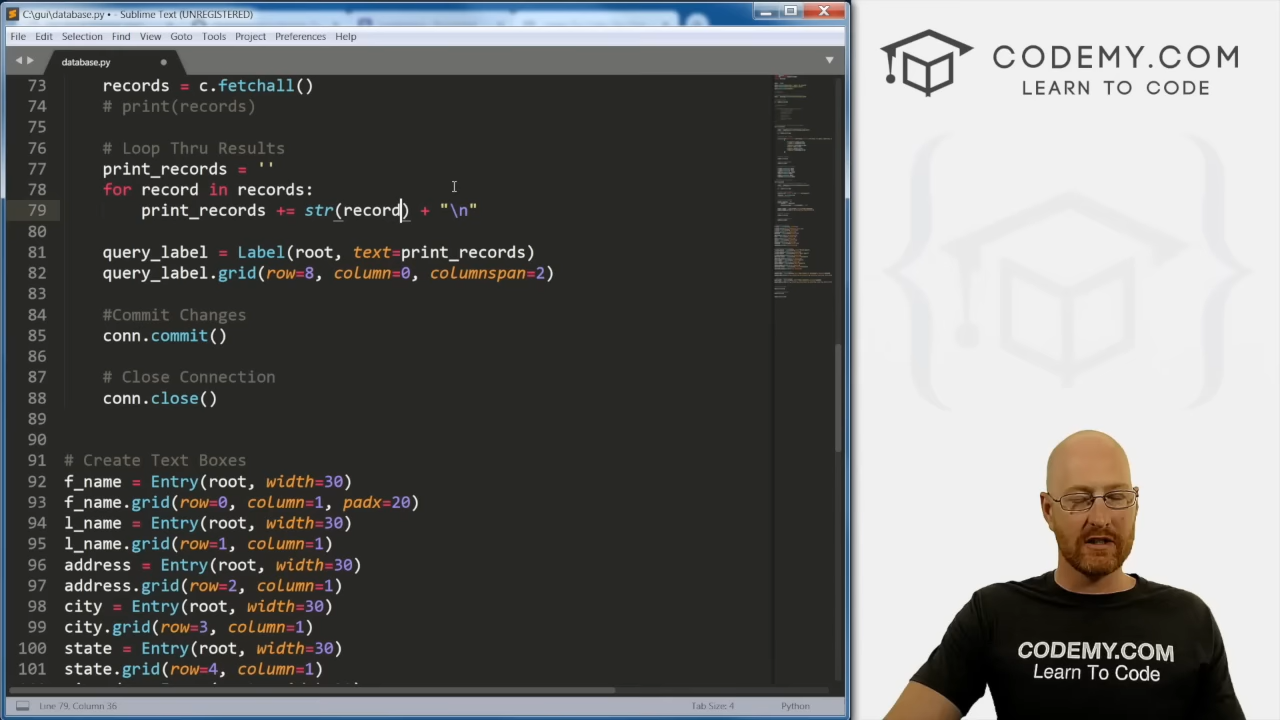 C:\gui\database.py • - Sublime Text (UNREGISTERED)
File Edit Selection Find View Goto Tools Project Preferences Help
database.py
73 records = c.fetchall()
74 # print(records)
75
76 # Loop Thru Results
77 print_records = ''
78 for record in records:
79 print_records += str(record) + "\n"
80
81 query_label = Label(root, text=print_records)
82 query_label.grid(row=8, column=0, columnspan=2)
84 #Commit Changes
85 conn.commit()
86
87 # Close Connection
88 conn.close()
89
90
91 # Create Text Boxes
92 f_name = Entry(root, width=30)
93 f_name.grid(row=0, column=1, padx=20)
94 l_name = Entry(root, width=30)
95 l_name.grid(row=1, column=1)
96 address = Entry(root, width=30)
97 address.grid(row=2, column=1)
98 city = Entry(root, width=30)
99 city.grid(row=3, column=1)
100 state = Entry(root, width=30)
101 state.grid(row=4, column=1)
Line 79, Column 36 Tab Size: 4 Python
CODEMY.COM
LEARN TO CODE
CODEMY.COM
Learn To Code